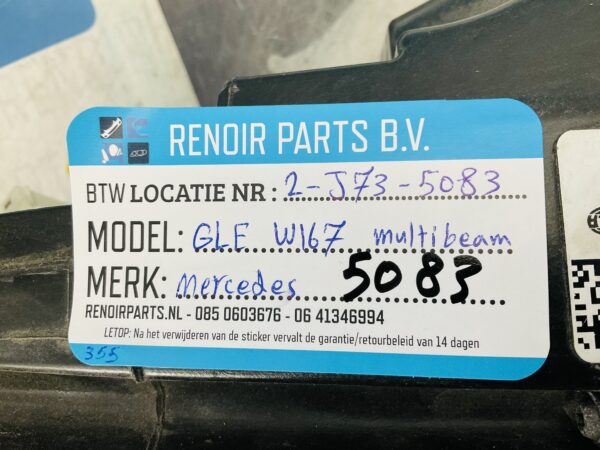 RENOIR PARTS B.V.
BTW LOCATIE NR : 2-J73-5083
MODEL: GLE W167 multibeam
MERK: Mercedes 5083
RENOIRPARTS.NL - 085 0603676 - 06 41346994
LETOP: Na het verwijderen van de sticker vervalt de garantie/retourbeleid van 14 dagen
355